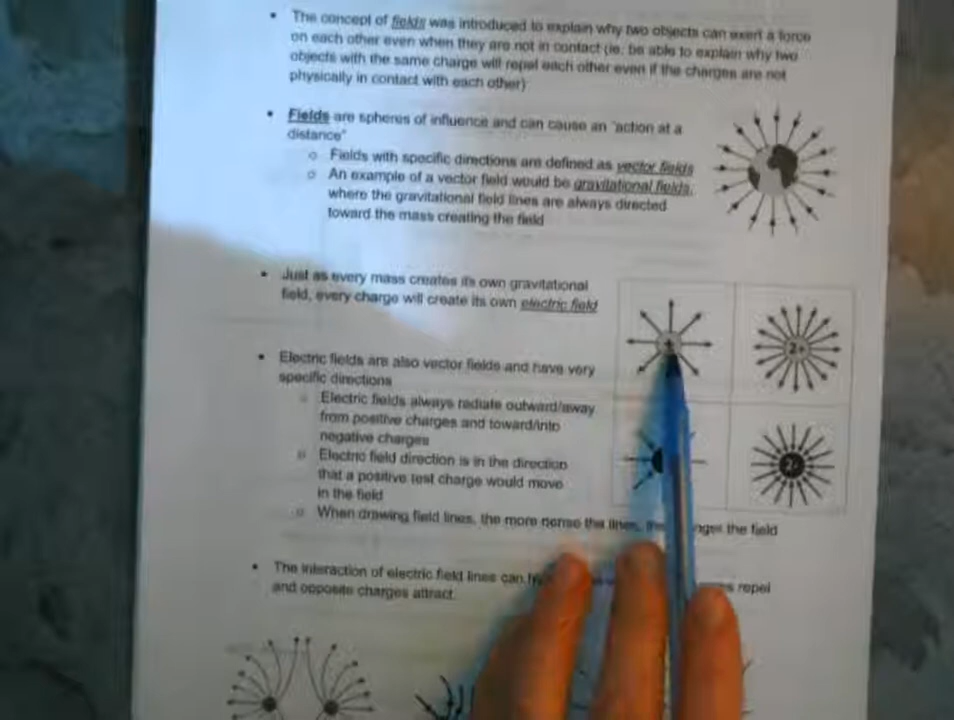 The concept of fields was introduced to explain why two objects can exert a force
on each other even when they are not in contact (ie. be able to explain why two
objects with the same charge will repel each other even if the charges are not
physically in contact with each other)
Fields are spheres of influence and can cause an "action at a
distance"
Fields with specific directions are defined as vector fields
An example of a vector field would be gravitational fields,
where the gravitational field lines are always directed
toward the mass creating the field
Just as every mass creates its own gravitational
field, every charge will create its own electric field
2+
Electric fields are also vector fields and have very
specific directions
Electric fields always radiate outward/away
from positive charges and toward/into
negative charges
Electric field direction is in the direction
that a positive test charge would move
in the field
2-
When drawing field lines, the more dense the lines, the field
The interaction of electric field lines can repel
and opposite charges attract.